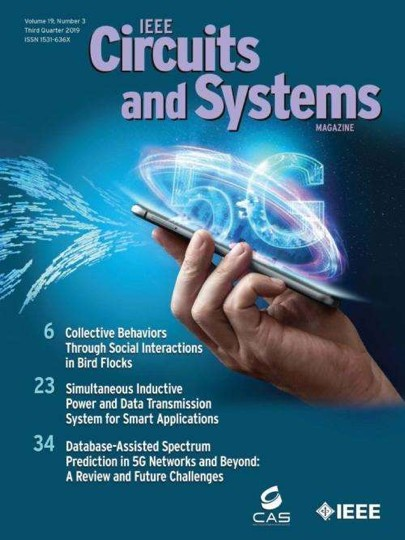 Volume 19, Number 3
Third Quarter 2019
ISSN 1531-636X
IEEE
Circuits
and Systems
MAGAZINE
5G
6 Collective Behaviors
Through Social Interactions
in Bird Flocks
23 Simultaneous Inductive
Power and Data Transmission
System for Smart Applications
34 Database-Assisted Spectrum
Prediction in 5G Networks and Beyond:
A Review and Future Challenges
CAS
IEEE